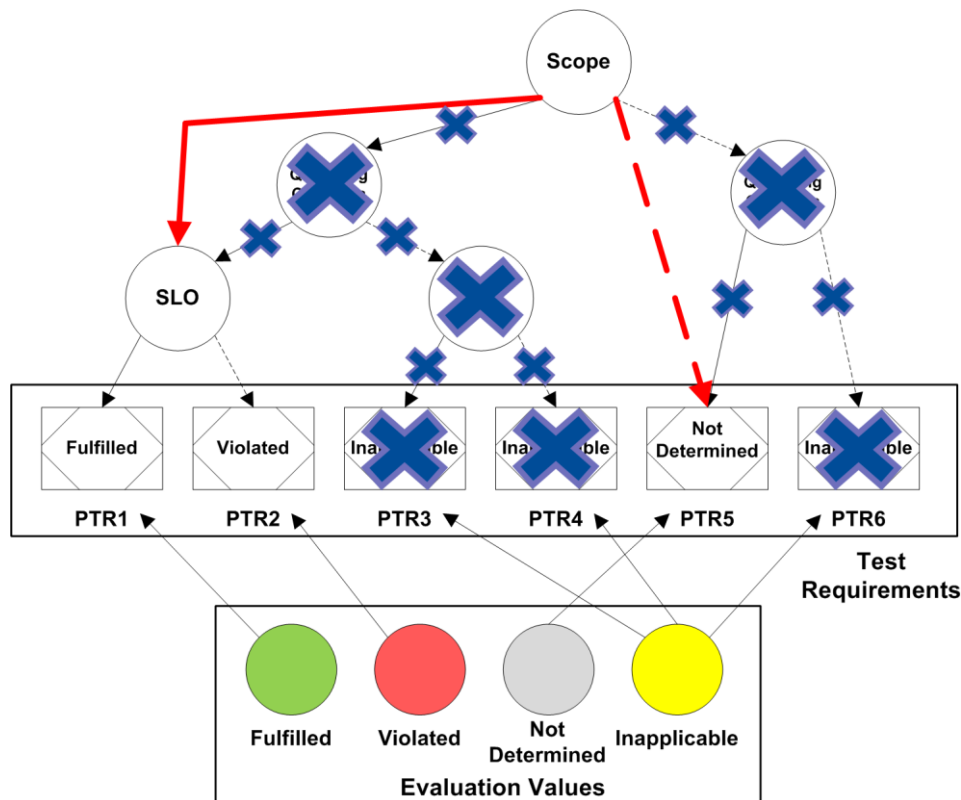 Scope
SLO
Fulfilled
Violated
Not
Determined
PTR1
PTR2
PTR3
PTR4
PTR5
PTR6
Test
Requirements
Fulfilled
Violated
Not
Determined
Inapplicable
Evaluation Values